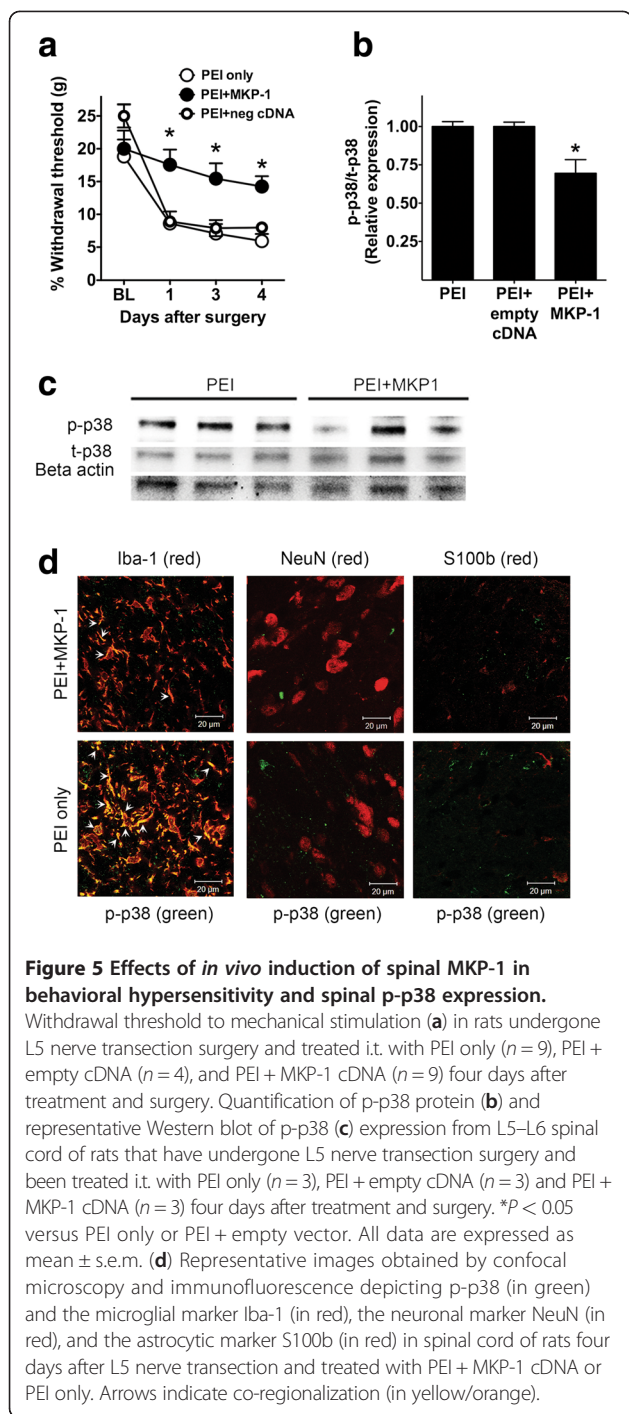 a
PEI only
PEI+MKP-1
PEI+neg cDNA
% Withdrawal threshold (g)
25
20
15
10
5
0
* * *
BL 1 3 4
Days after surgery
b
p-p38/t-p38
(Relative expression)
1.00
0.75
0.50
0.25
*
PEI
PEI+
empty
cDNA
PEI+
MKP-1
c
PEI
PEI+MKP1
p-p38
t-p38
Beta actin
d
Iba-1 (red)
NeuN (red)
S100b (red)
PEI+MKP-1
20 µm
20 µm
20 µm
PEI only
20 µm
20 µm
20 µm
p-p38 (green)
p-p38 (green)
p-p38 (green)
Figure 5 Effects of in vivo induction of spinal MKP-1 in
behavioral hypersensitivity and spinal p-p38 expression.
Withdrawal threshold to mechanical stimulation (a) in rats undergone
L5 nerve transection surgery and treated i.t. with PEI only (n = 9), PEI +
empty cDNA (n = 4), and PEI + MKP-1 cDNA (n = 9) four days after
treatment and surgery. Quantification of p-p38 protein (b) and
representative Western blot of p-p38 (c) expression from L5–L6 spinal
cord of rats that have undergone L5 nerve transection surgery and
been treated i.t. with PEI only (n = 3), PEI + empty cDNA (n = 3) and PEI +
MKP-1 cDNA (n = 3) four days after treatment and surgery. *P < 0.05
versus PEI only or PEI + empty vector. All data are expressed as
mean ± s.e.m. (d) Representative images obtained by confocal
microscopy and immunofluorescence depicting p-p38 (in green)
and the microglial marker Iba-1 (in red), the neuronal marker NeuN (in
red), and the astrocytic marker S100b (in red) in spinal cord of rats four
days after L5 nerve transection and treated with PEI + MKP-1 cDNA or
PEI only. Arrows indicate co-regionalization (in yellow/orange).